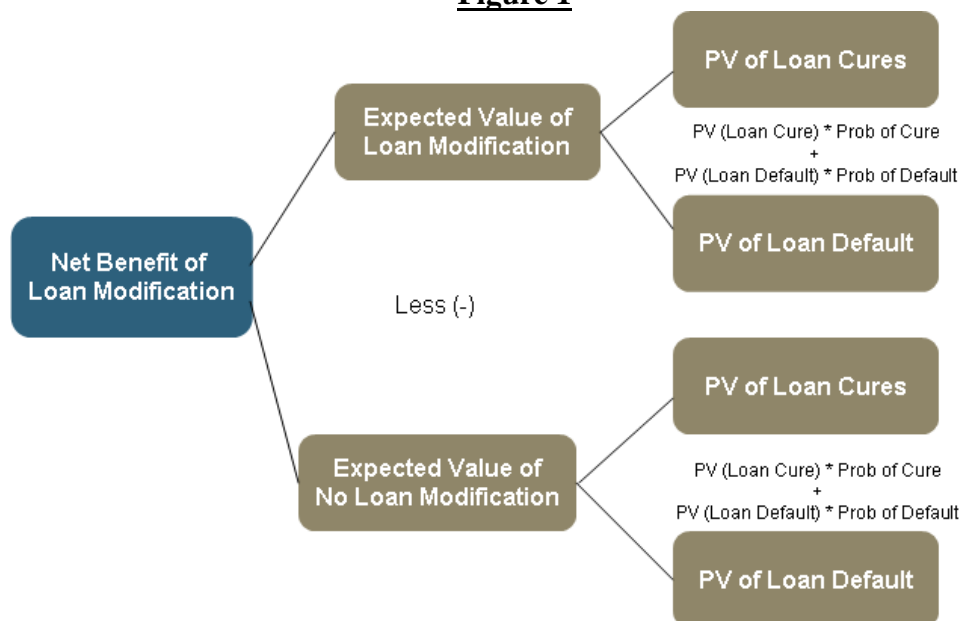 Figure 1
PV of Loan Cures
Expected Value of
Loan Modification
PV (Loan Cure) * Prob of Cure
+
PV (Loan Default) * Prob of Default
PV of Loan Default
Net Benefit of
Loan Modification
Less (-)
PV of Loan Cures
Expected Value of
No Loan Modification
PV (Loan Cure) * Prob of Cure
+
PV (Loan Default) * Prob of Default
PV of Loan Default